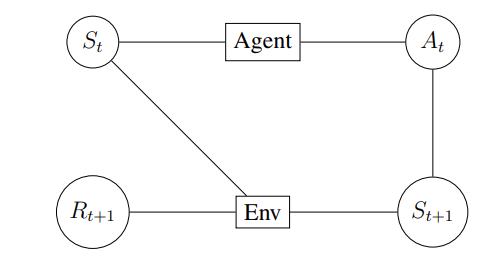 S_t Agent A_t
R_{t+1} Env S_{t+1}